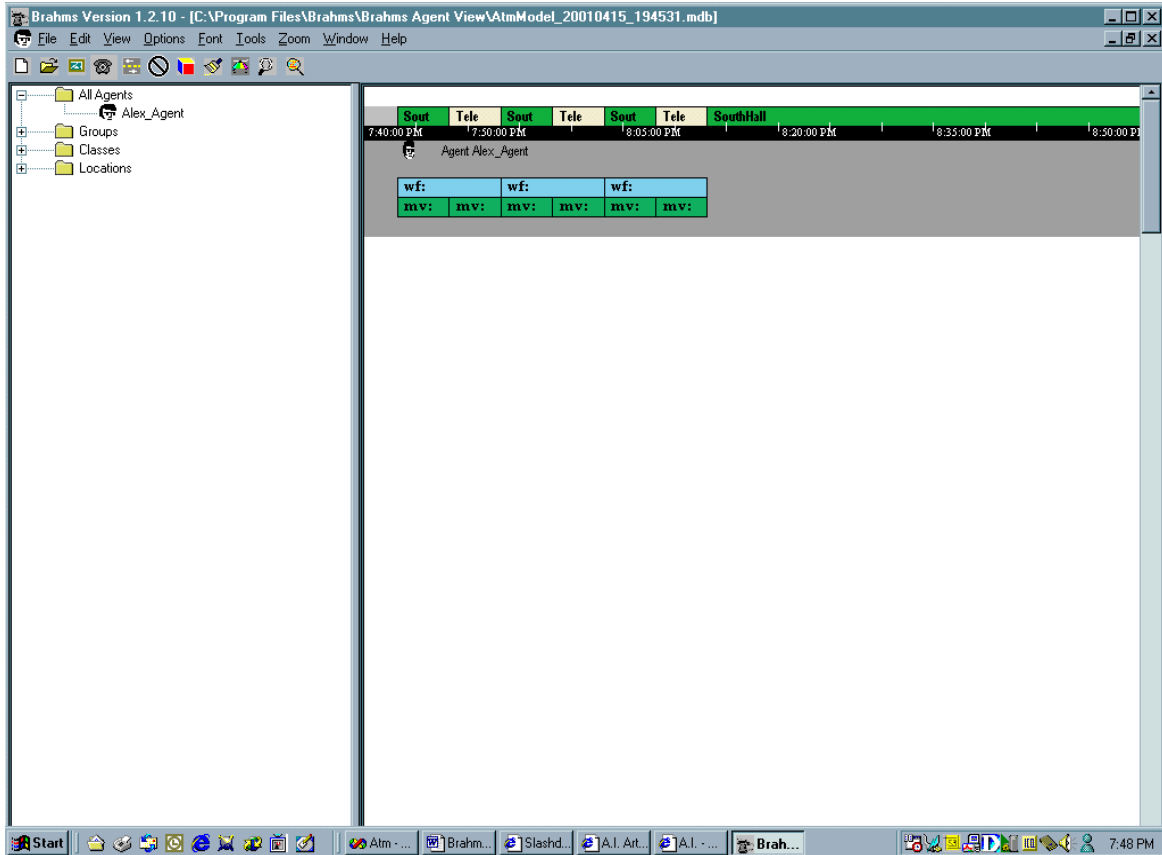 Brahms Version 1.2.10 - [C:\Program Files\Brahms\Brahms Agent View\AtmModel_20010415_194531.mdb]
File Edit View Options Font Tools Zoom Window Help
All Agents
Alex_Agent
Groups
Classes
Locations
Sout Tele Sout Tele Sout Tele SouthHall
7:40:00 PM 7:50:00 PM 8:05:00 PM 8:20:00 PM 8:35:00 PM 8:50:00 P
Agent Alex_Agent
wf: wf: wf:
mv: mv: mv: mv: mv: mv:
Start Atm - ... Brahm... Slashd... A.I. Art... A.I. - ... Brah... 7:48 PM